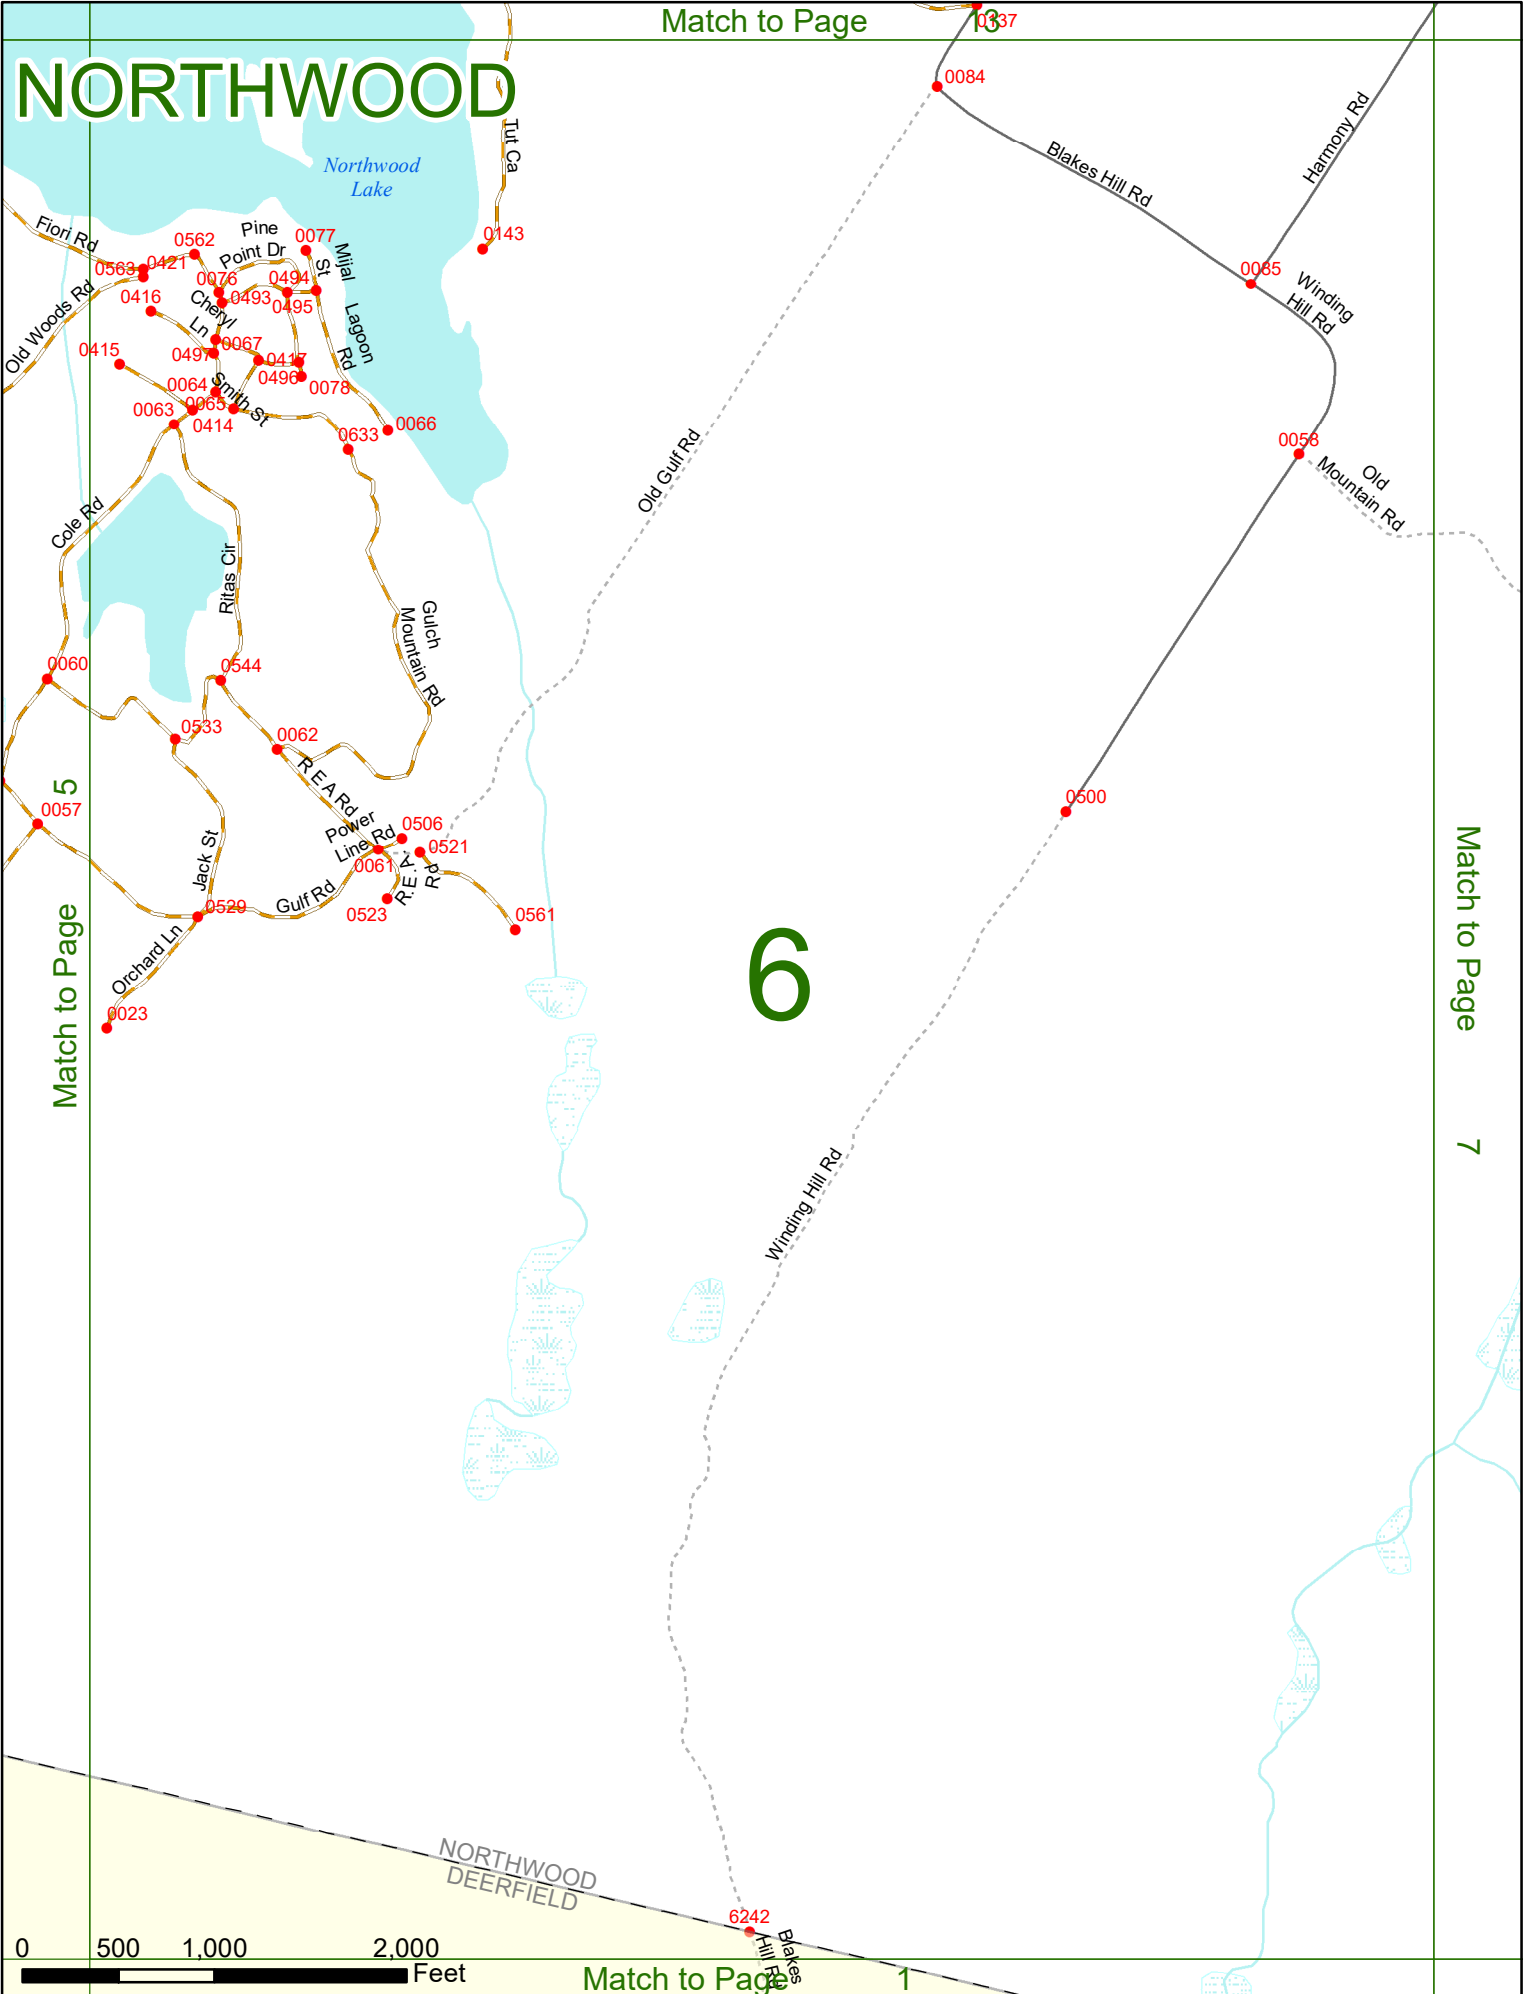 Match to Page 13
0137
NORTHWOOD
0084
Tut Ca
Harmony Rd
Blakes Hill Rd
Northwood
Lake
Fiori Rd
0562
Pine
Point Dr
0077
Mijal
St
0143
0563
0421
0076
0494
0085
Winding
Hill Rd
0416
0493
0495
Cheryl
Ln
Lagoon
Rd
Old Woods Rd
0415
0497
0067
0417
0496
0078
0064
Smith St
0063
0065
0414
0066
0633
0058
Old
Mountain Rd
Old Gulf Rd
Cole Rd
Ritas Cir
Gulch
Mountain Rd
0060
0544
0533
0062
R E A Rd
5
0057
0500
Power
Line Rd
0506
0521
0061
R.E.A.
Rd
Jack St
Gulf Rd
0523
0529
0561
Orchard Ln
0023
Match to Page
6
Match to Page
7
Winding Hill Rd
NORTHWOOD
DEERFIELD
6242
Blakes
Hill Rd
0 500 1,000 2,000
Feet
Match to Page 1